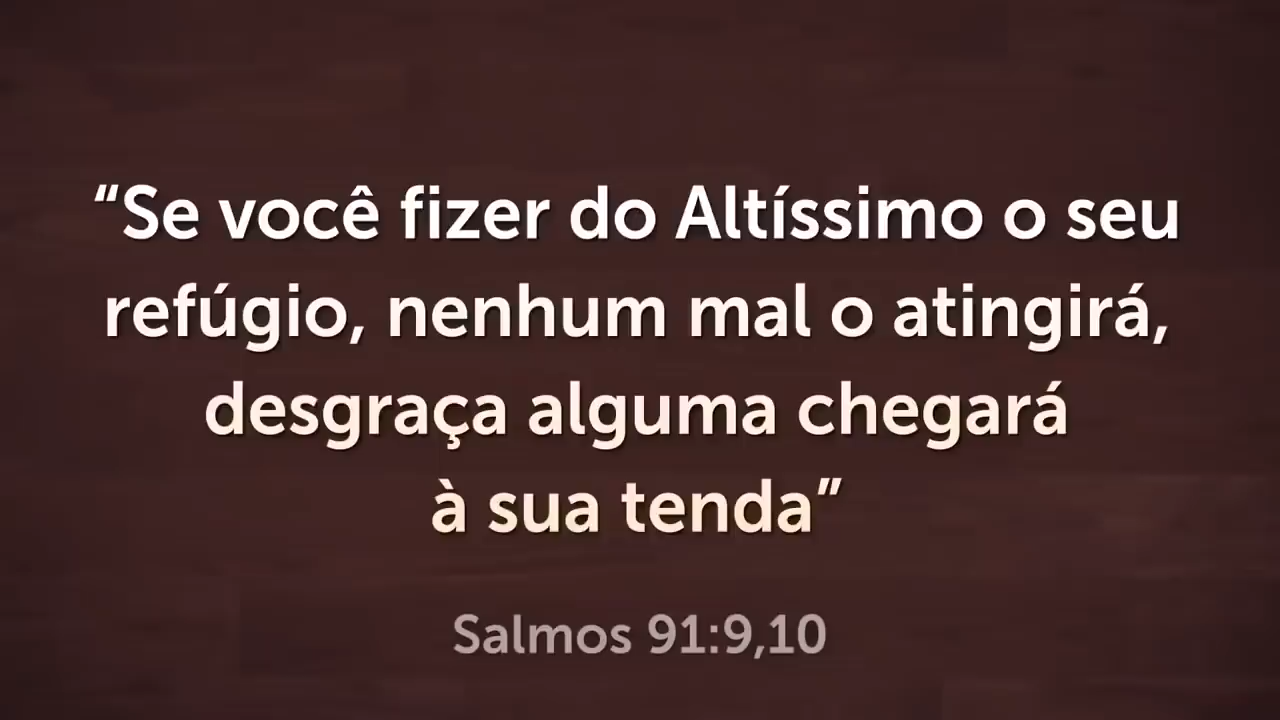 “Se você fizer do Altíssimo o seu
refúgio, nenhum mal o atingirá,
desgraça alguma chegará
à sua tenda”
Salmos 91:9,10